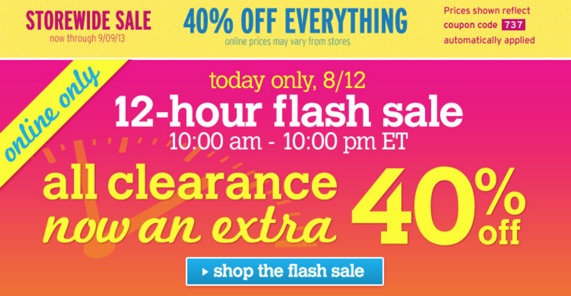 STOREWIDE SALE
now through 9/09/13
40% OFF EVERYTHING
online prices may vary from stores
Prices shown reflect
coupon code 737
automatically applied
online only
today only, 8/12
12-hour flash sale
10:00 am - 10:00 pm ET
all clearance
now an extra
40% off
shop the flash sale